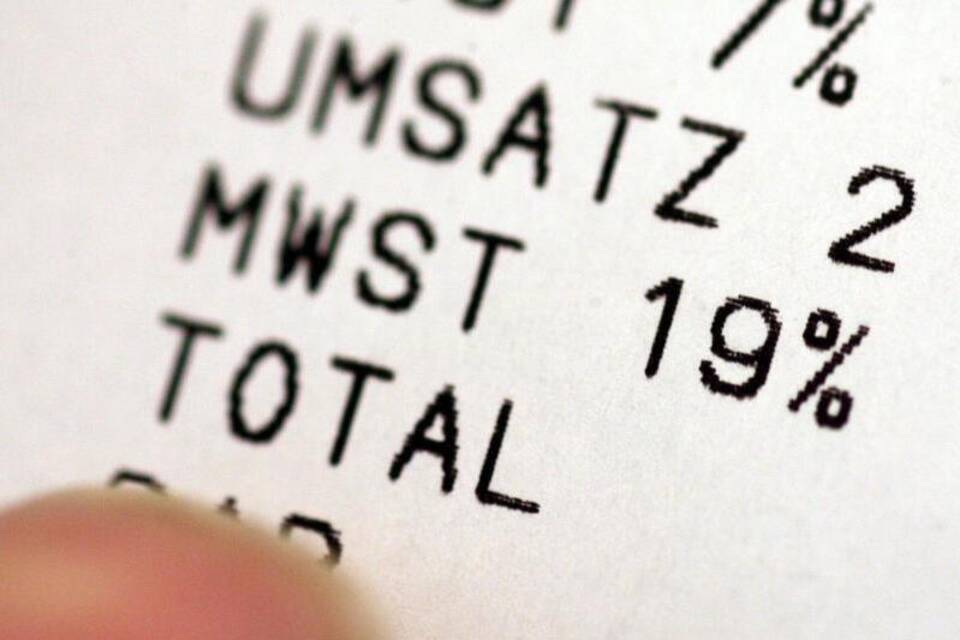 7%
UMSATZ 2
MWST 19%
TOTAL